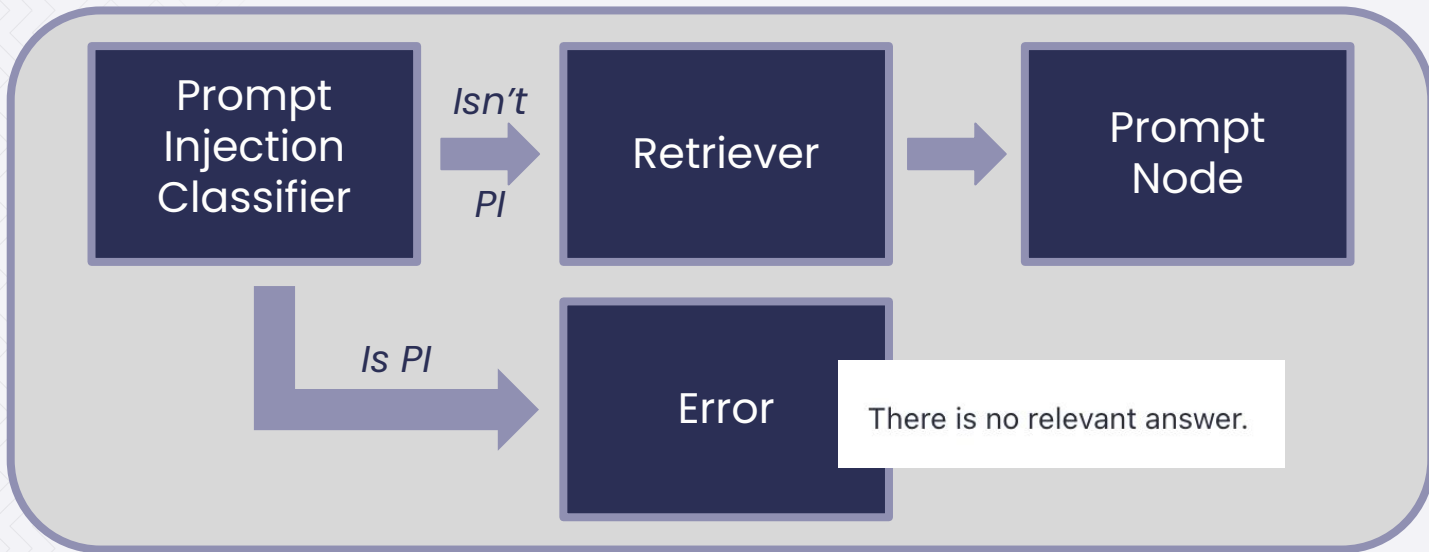 Prompt
Injection
Classifier
Isn't
PI
Retriever
Prompt
Node
Is PI
Error
There is no relevant answer.